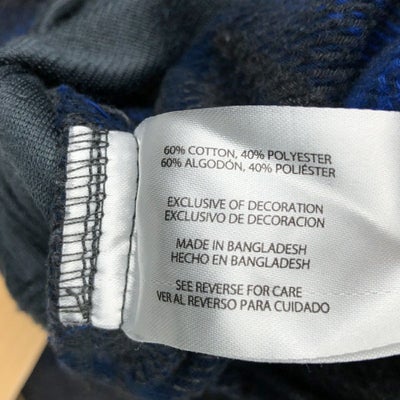 60% COTTON, 40% POLYESTER
60% ALGODÓN, 40% POLIÉSTER
EXCLUSIVE OF DECORATION
EXCLUSIVO DE DECORACION
MADE IN BANGLADESH
HECHO EN BANGLADESH
SEE REVERSE FOR CARE
VER AL REVERSO PARA CUIDADO